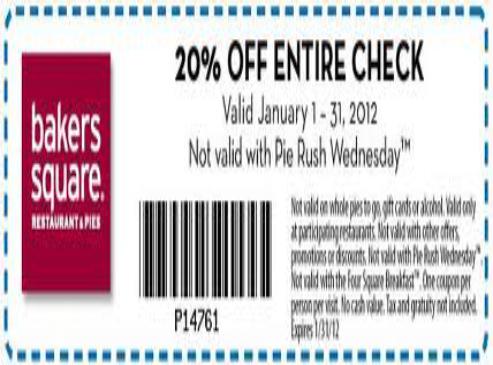 20% OFF ENTIRE CHECK
Valid January 1 - 31, 2012
Not valid with Pie Rush Wednesday™
bakers
square.
RESTAURANT & PIES
P14761
Not valid on whole pies to go, gift cards or alcohol. Valid only
at participating restaurants. Not valid with other offers,
promotions or discounts. Not valid with Pie Rush Wednesday™.
Not valid with the Four Square Breakfast™. One coupon per
person per visit. No cash value. Tax and gratuity not included.
Expires 1/31/12